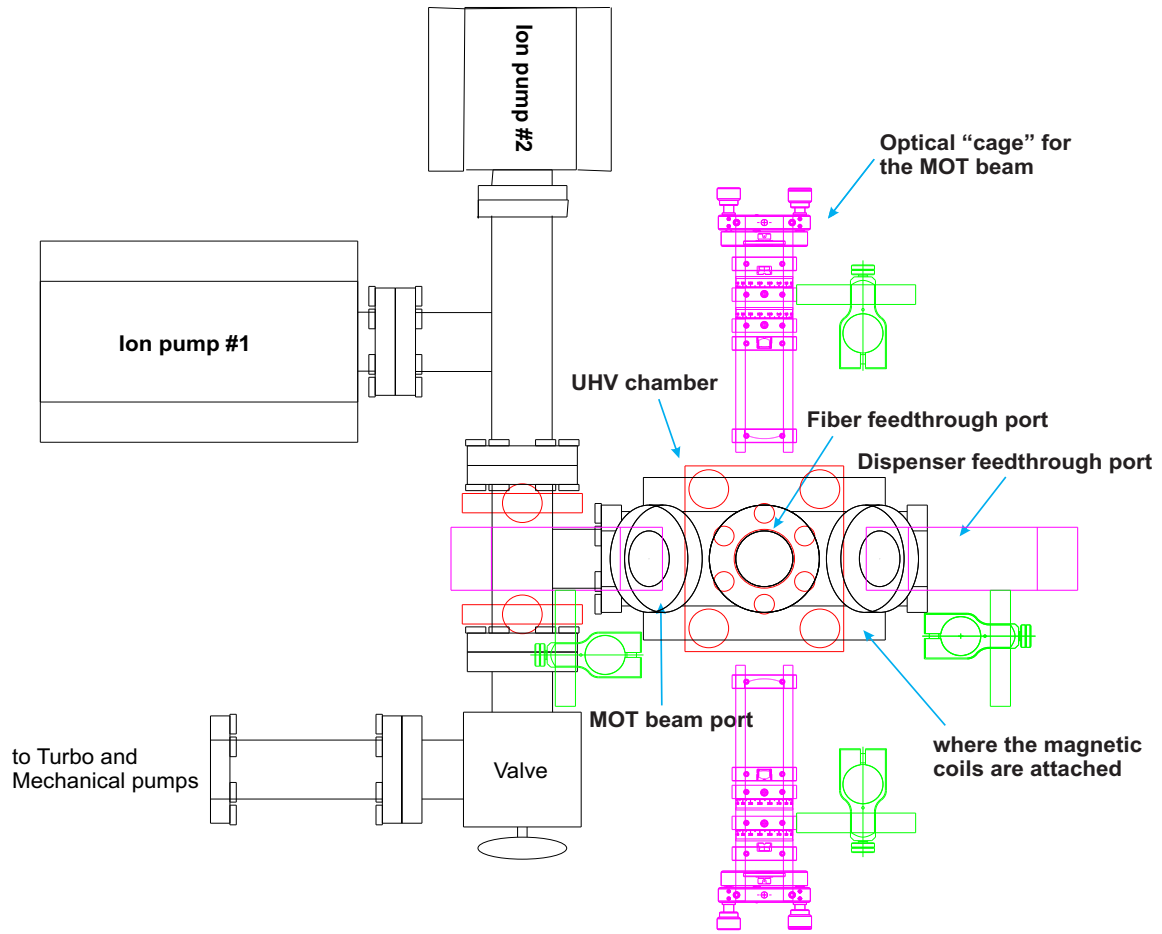 Ion pump #2
Optical “cage” for
the MOT beam
Ion pump #1
UHV chamber
Fiber feedthrough port
Dispenser feedthrough port
MOT beam port
where the magnetic
coils are attached
to Turbo and
Mechanical pumps
Valve